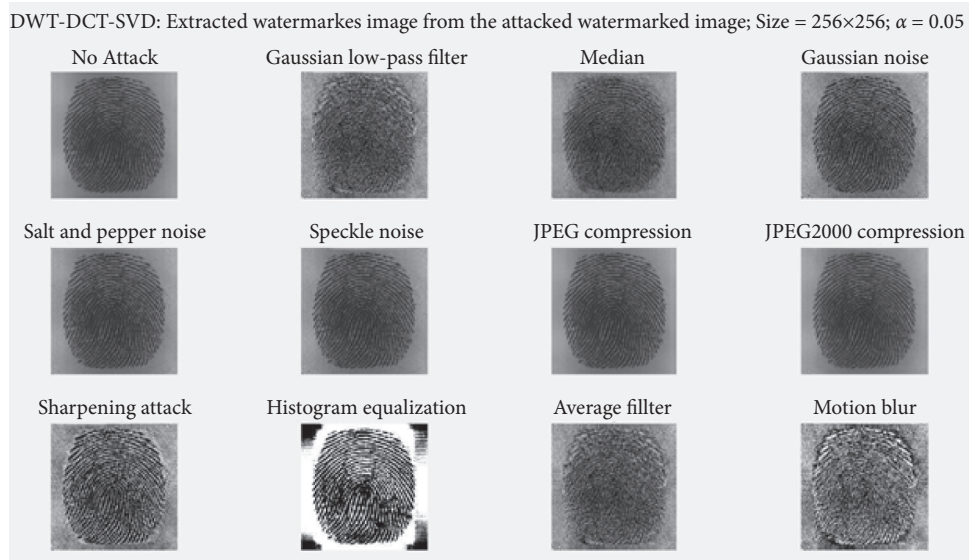 DWT-DCT-SVD: Extracted watermarkes image from the attacked watermarked image; Size = 256×256; α = 0.05
No Attack
Gaussian low-pass filter
Median
Gaussian noise
Salt and pepper noise
Speckle noise
JPEG compression
JPEG2000 compression
Sharpening attack
Histogram equalization
Average fillter
Motion blur